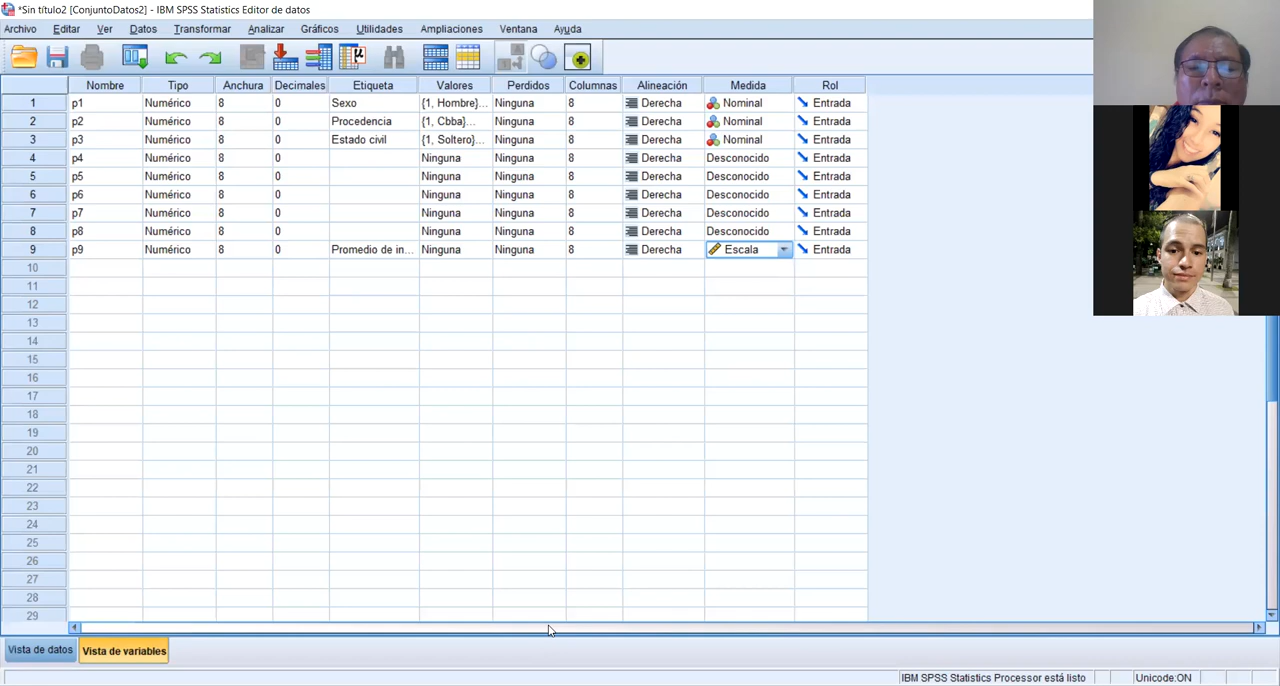 *Sin título2 [ConjuntoDatos2] - IBM SPSS Statistics Editor de datos
Archivo Editar Ver Datos Transformar Analizar Gráficos Utilidades Ampliaciones Ventana Ayuda
Nombre Tipo Anchura Decimales Etiqueta Valores Perdidos Columnas Alineación Medida Rol
1 p1 Numérico 8 0 Sexo {1, Hombre}... Ninguna 8 Derecha Nominal Entrada
2 p2 Numérico 8 0 Procedencia {1, Cbba}... Ninguna 8 Derecha Nominal Entrada
3 p3 Numérico 8 0 Estado civil {1, Soltero}... Ninguna 8 Derecha Nominal Entrada
4 p4 Numérico 8 0 Ninguna Ninguna 8 Derecha Desconocido Entrada
5 p5 Numérico 8 0 Ninguna Ninguna 8 Derecha Desconocido Entrada
6 p6 Numérico 8 0 Ninguna Ninguna 8 Derecha Desconocido Entrada
7 p7 Numérico 8 0 Ninguna Ninguna 8 Derecha Desconocido Entrada
8 p8 Numérico 8 0 Ninguna Ninguna 8 Derecha Desconocido Entrada
9 p9 Numérico 8 0 Promedio de in... Ninguna Ninguna 8 Derecha Escala Entrada
10
11
12
13
14
15
16
17
18
19
20
21
22
23
24
25
26
27
28
29
Vista de datos Vista de variables
IBM SPSS Statistics Processor está listo Unicode:ON